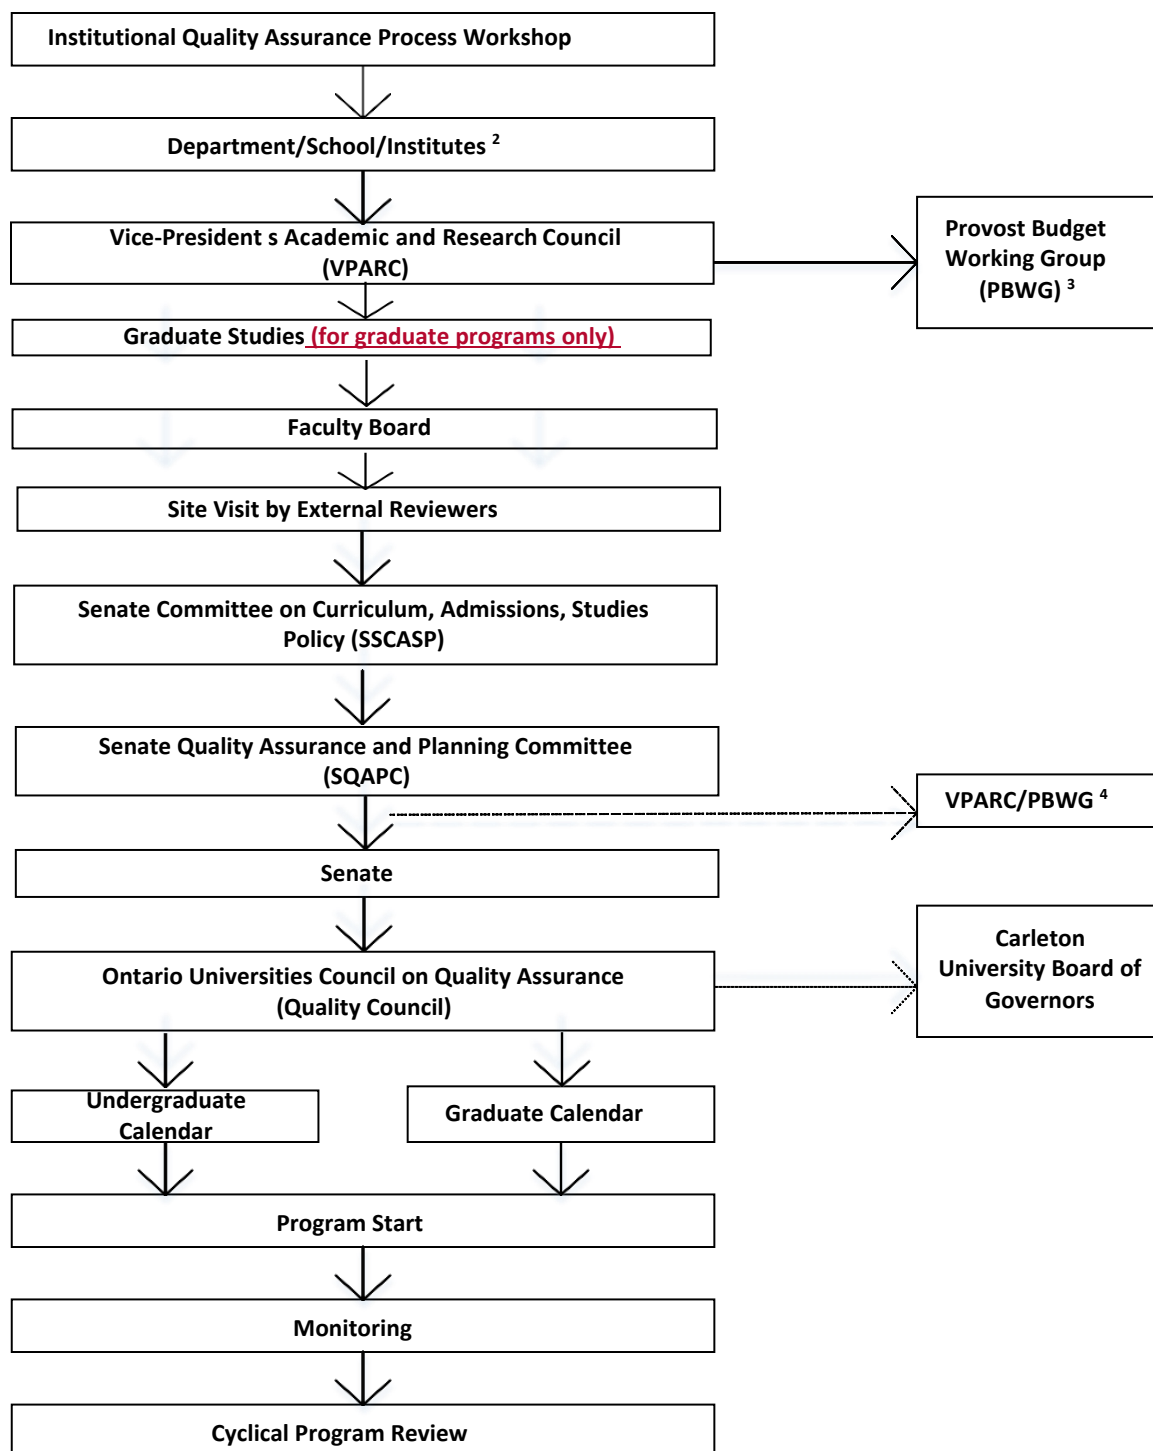 Institutional Quality Assurance Process Workshop
Department/School/Institutes 2
Vice-President s Academic and Research Council
(VPARC)
Provost Budget
Working Group
(PBWG) 3
Graduate Studies (for graduate programs only)
Faculty Board
Site Visit by External Reviewers
Senate Committee on Curriculum, Admissions, Studies
Policy (SSCASP)
Senate Quality Assurance and Planning Committee
(SQAPC)
VPARC/PBWG 4
Senate
Ontario Universities Council on Quality Assurance
(Quality Council)
Carleton
University Board of
Governors
Undergraduate
Calendar
Graduate Calendar
Program Start
Monitoring
Cyclical Program Review